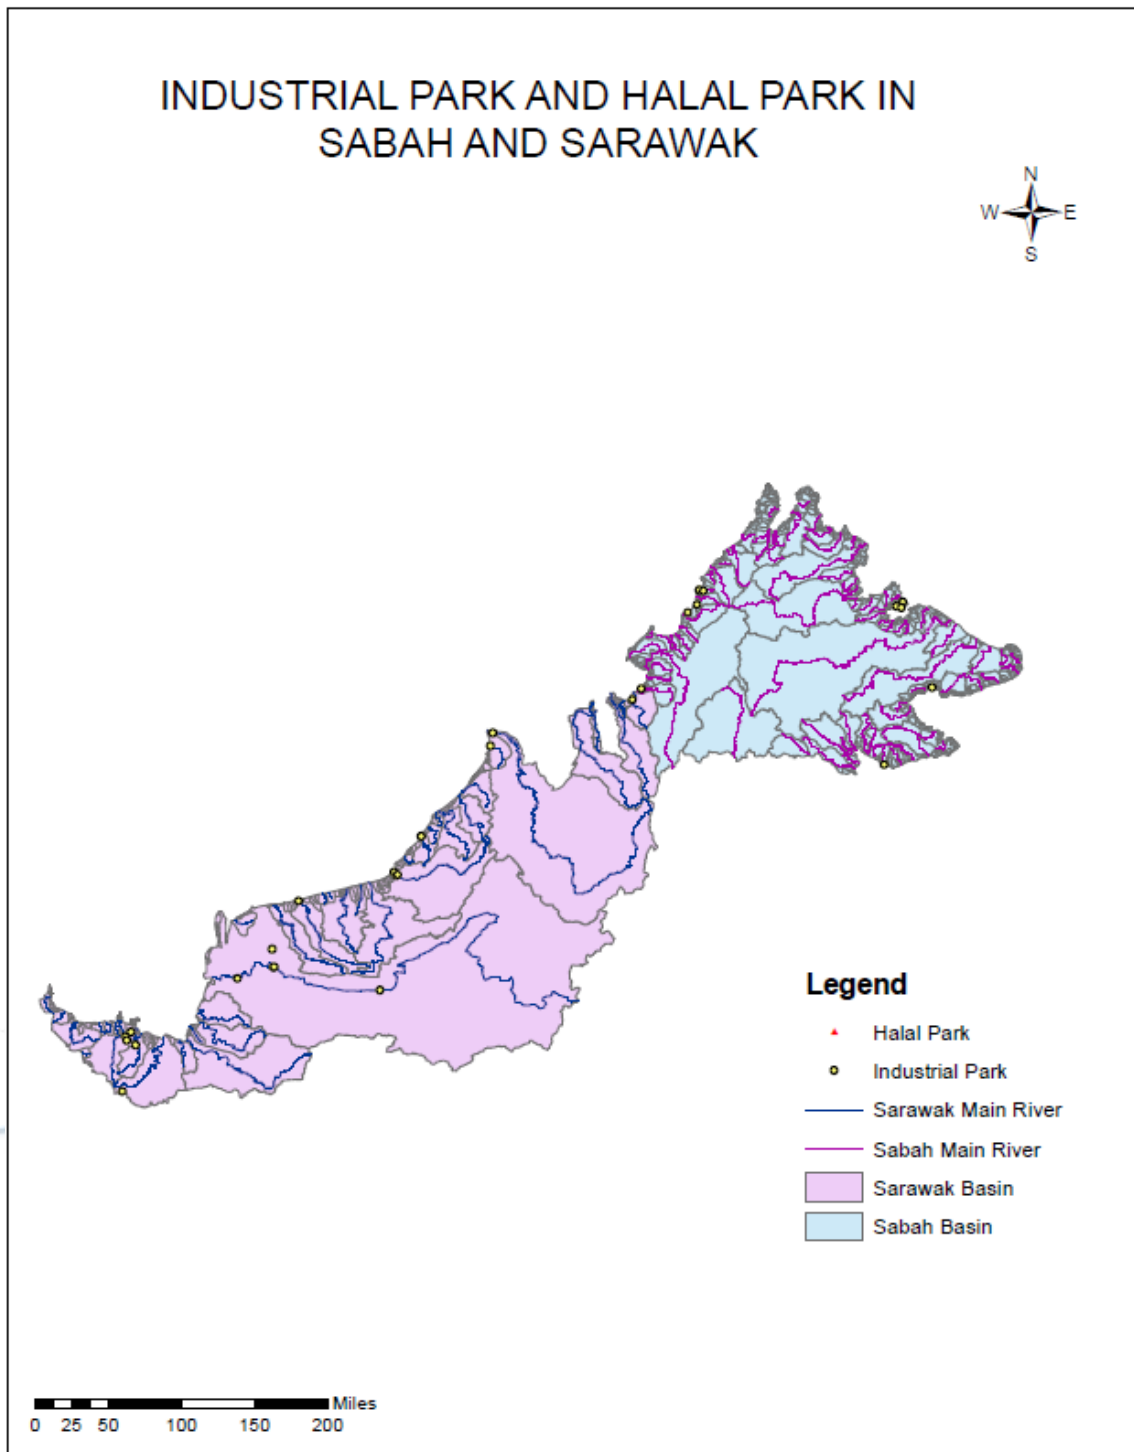 INDUSTRIAL PARK AND HALAL PARK IN
SABAH AND SARAWAK
N
W E
S
Legend
Halal Park
Industrial Park
Sarawak Main River
Sabah Main River
Sarawak Basin
Sabah Basin
Miles
0 25 50 100 150 200